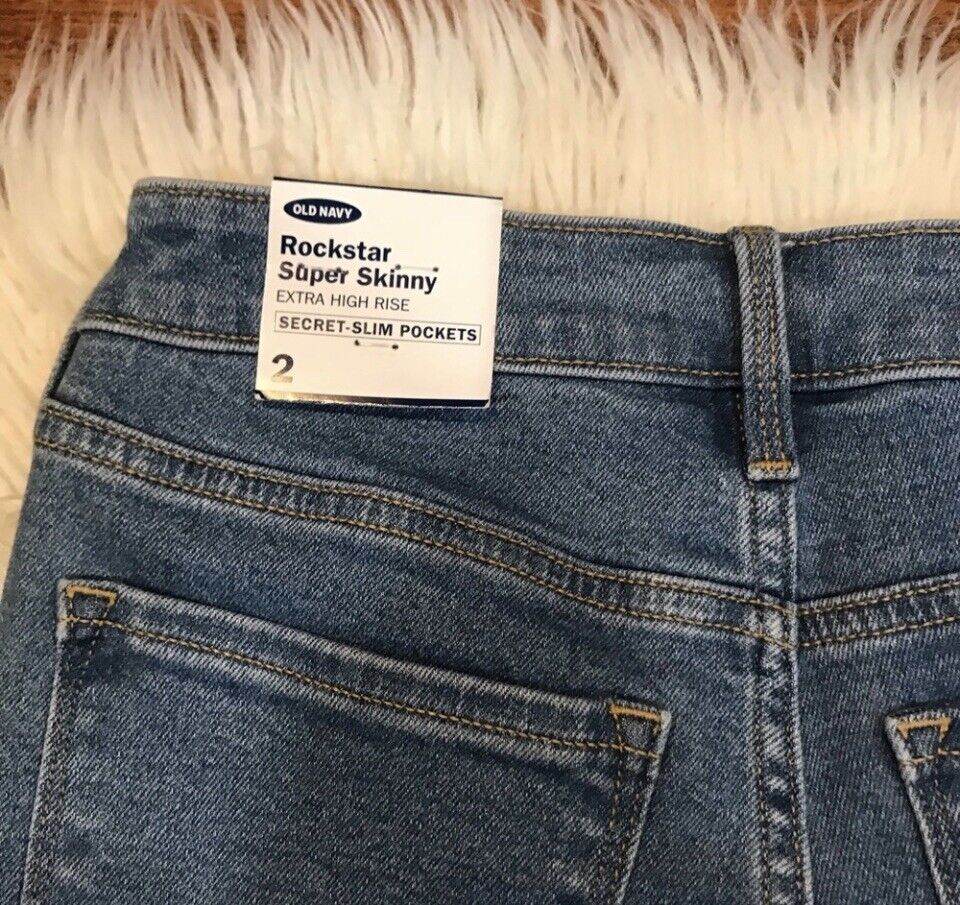 OLD NAVY
Rockstar
Super Skinny
EXTRA HIGH RISE
SECRET-SLIM POCKETS
2